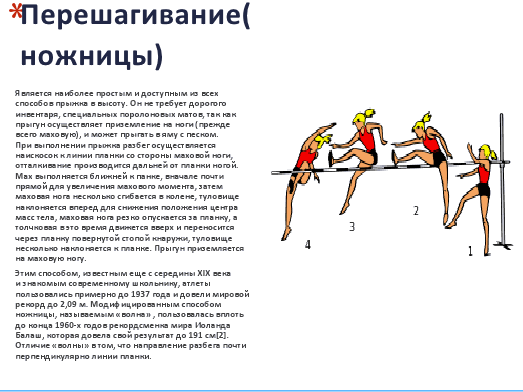 *Перешагивание(
ножницы)
Является наиболее простым и доступным из всех
способов прыжка в высоту. Он не требует дорогого
инвентаря, специальных поролоновых матов, так как
прыгун осуществляет приземление на ноги (прежде
всего маховую), и может прыгать в яму с песком.
При выполнении прыжка разбег осуществляется
наискосок к линии планки со стороны маховой ноги,
отталкивание производится дальней от планки ногой.
Мах выполняется ближней к панке, вначале почти
прямой для увеличения махового момента, затем
маховая нога несколько сгибается в колене, туловище
наклоняется вперед для снижения положения центра
масс тела, маховая нога резко опускается за планку, а
толчковая в это время движется вверх и переносится
через планку повернутой стопой кнаружи, туловище
несколько наклоняется к планке. Прыгун приземляется
на маховую ногу.
Этим способом, известным еще с середины XIX века
и знакомым современному школьнику, атлеты
пользовались примерно до 1937 года и довели мировой
рекорд до 2,09 м. Модифицированным способом
ножницы, называемым «волна» , пользовалась вплоть
до конца 1960-х годов рекордсменка мира Иоланда
Балаш, которая довела свой результат до 191 см[2].
Отличие «волны» в том, что направление разбега почти
перпендикулярно линии планки.
4
3
2
1